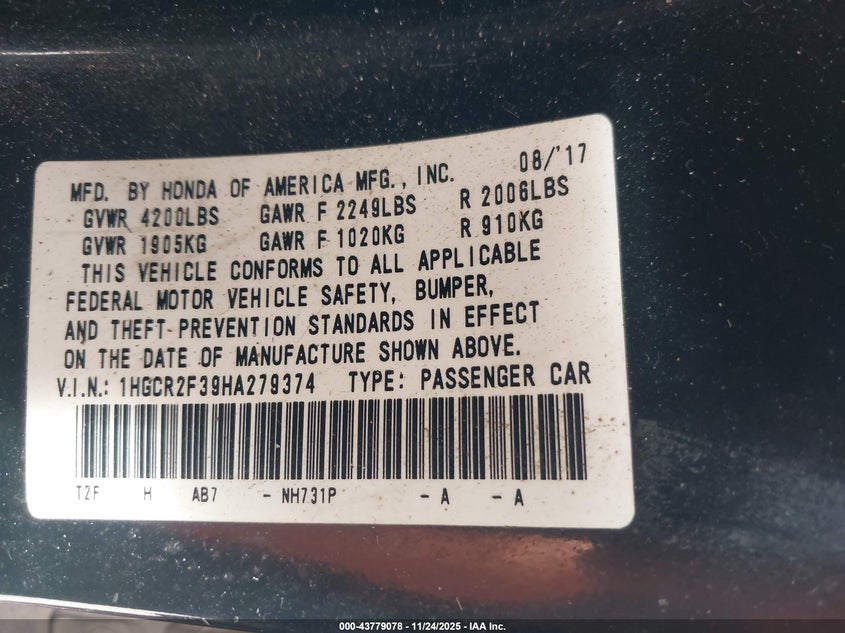 08/'17
MFD. BY HONDA OF AMERICA MFG., INC.
GVWR 4200LBS GAWR F 2249LBS R 2006LBS
GVWR 1905KG GAWR F 1020KG R 910KG
THIS VEHICLE CONFORMS TO ALL APPLICABLE
FEDERAL MOTOR VEHICLE SAFETY, BUMPER,
AND THEFT PREVENTION STANDARDS IN EFFECT
ON THE DATE OF MANUFACTURE SHOWN ABOVE.
V.I.N.: 1HGCR2F39HA279374 TYPE: PASSENGER CAR
T2F H AB7 - NH731P - A - A
000-43779078 - 11/24/2025 - IAA Inc.